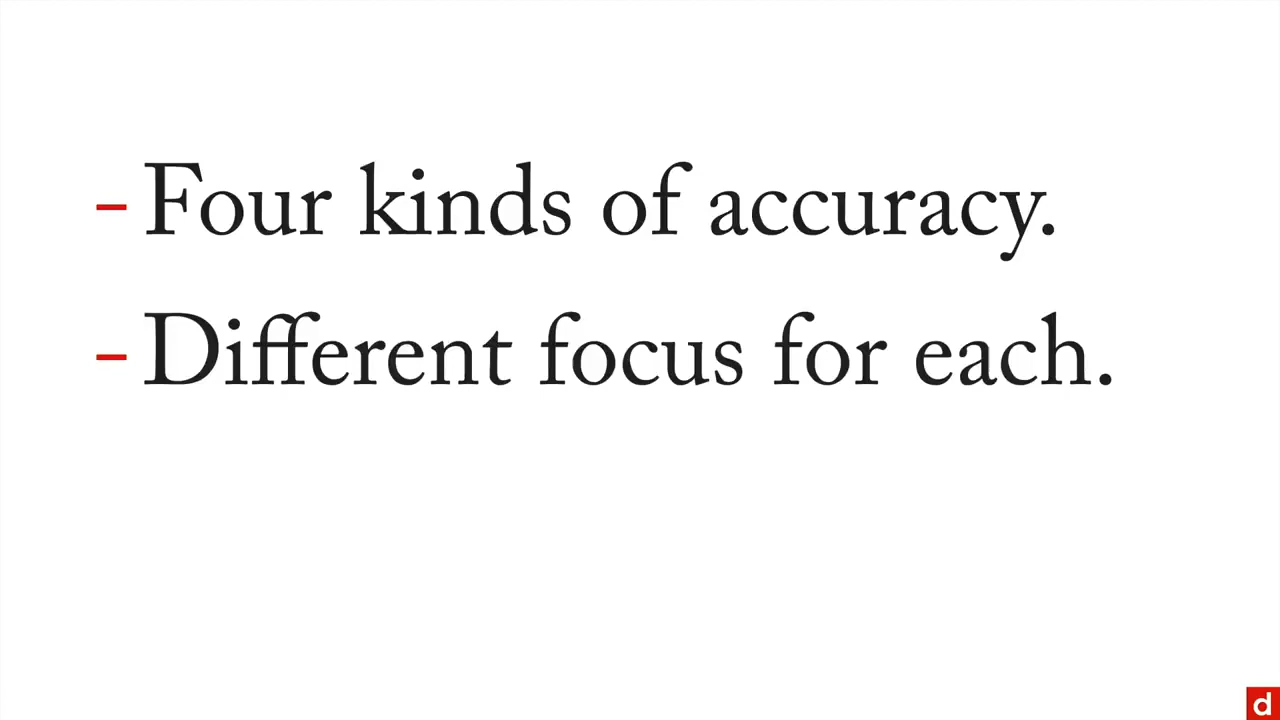 - Four kinds of accuracy.
- Different focus for each.
d